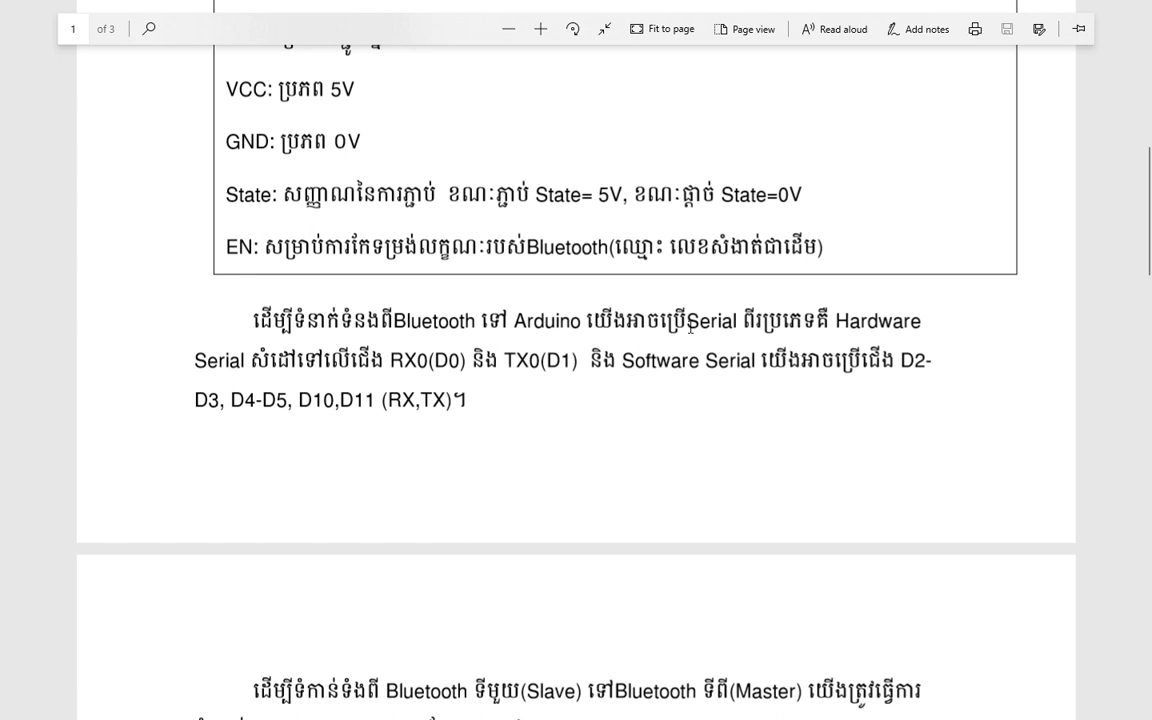 1 of 3 Fit to page Page view Read aloud Add notes
VCC: ប្រភព 5V
GND: ប្រភព 0V
State: សញ្ញាណនៃការភ្ជាប់ ខណៈភ្ជាប់ State= 5V, ខណៈផ្តាច់ State=0V
EN: សម្រាប់ការកែទម្រង់លក្ខណៈរបស់Bluetooth(ឈ្មោះ លេខសំងាត់ជាដើម)
ដើម្បីទំនាក់ទំនងពីBluetooth ទៅ Arduino យើងអាចប្រើSerial ពីរប្រភេទគឺ Hardware
Serial សំដៅទៅលើជើង RX0(D0) និង TX0(D1) និង Software Serial យើងអាចប្រើជើង D2-
D3, D4-D5, D10,D11 (RX,TX)។
ដើម្បីទំកាន់ទំងពី Bluetooth ទីមួយ(Slave) ទៅBluetooth ទីពី(Master) យើងត្រូវធ្វើការ